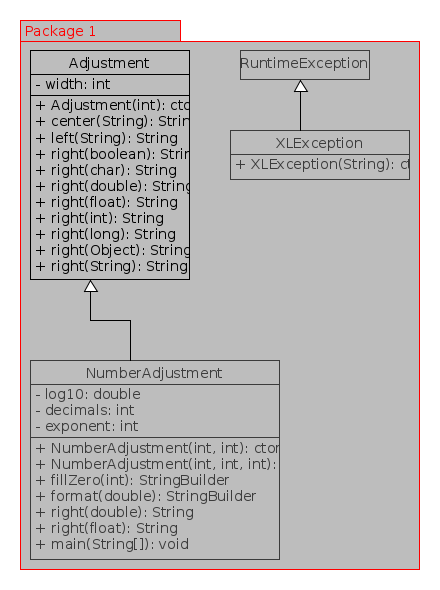 Package 1
Adjustment
- width: int
+ Adjustment(int): cto
+ center(String): Strin
+ left(String): String
+ right(boolean): Strin
+ right(char): String
+ right(double): String
+ right(float): String
+ right(int): String
+ right(long): String
+ right(Object): String
+ right(String): String
RuntimeException
XLException
+ XLException(String): ct
NumberAdjustment
- log10: double
- decimals: int
- exponent: int
+ NumberAdjustment(int, int): ctor
+ NumberAdjustment(int, int, int):
+ fillZero(int): StringBuilder
+ format(double): StringBuilder
+ right(double): String
+ right(float): String
+ main(String[]): void